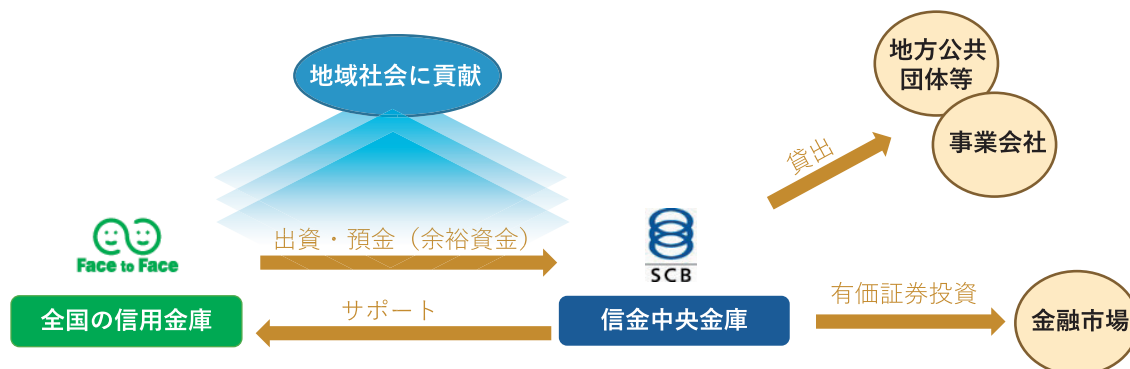 地域社会に貢献
地方公共
団体等
事業会社
貸出
Face to Face
出資・預金（余裕資金）
SCB
全国の信用金庫
サポート
信金中央金庫
有価証券投資
金融市場